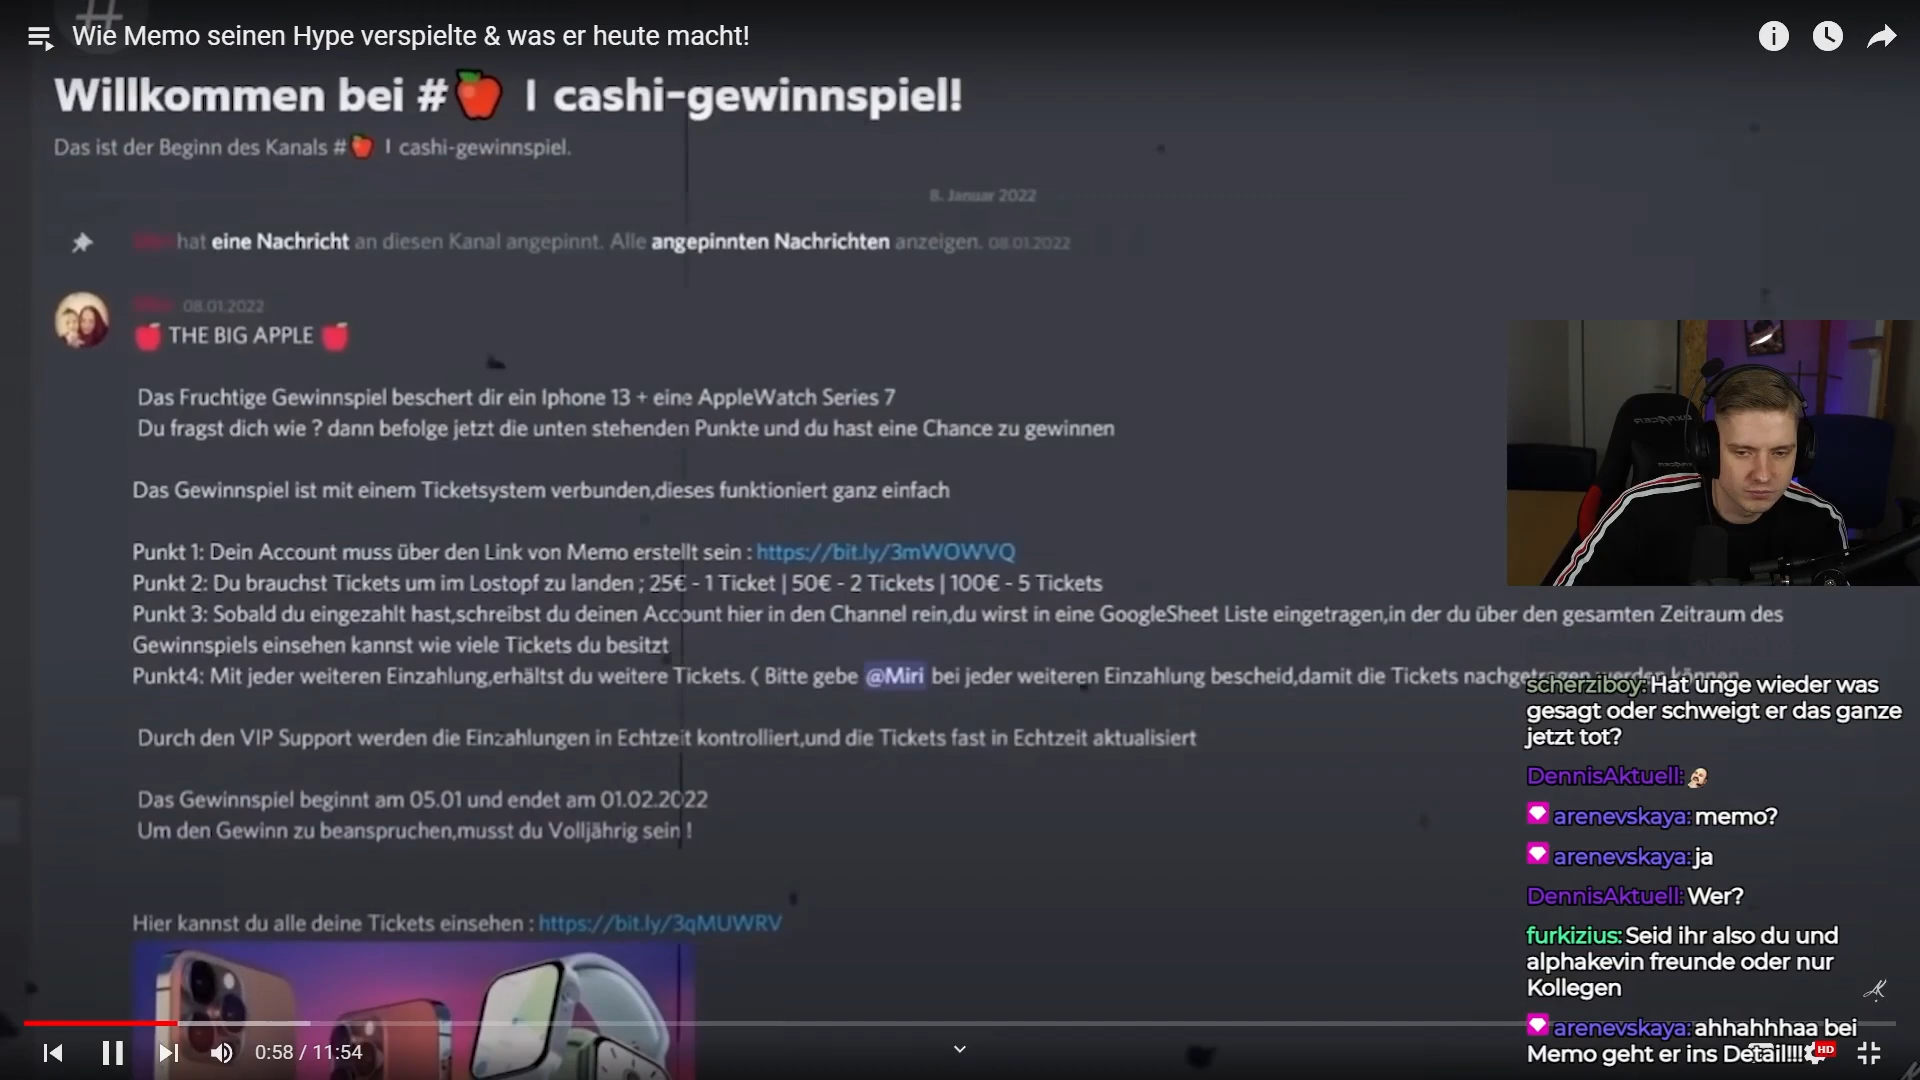 Wie Memo seinen Hype verspielte & was er heute macht!
Willkommen bei #🍎 | cashi-gewinnspiel!
Das ist der Beginn des Kanals #🍎 | cashi-gewinnspiel.
8. Januar 2022
hat eine Nachricht an diesen Kanal angepinnt. Alle angepinnten Nachrichten anzeigen. 08.01.2022
08.01.2022
🍎 THE BIG APPLE 🍎
Das Fruchtige Gewinnspiel beschert dir ein Iphone 13 + eine AppleWatch Series 7
Du fragst dich wie ? dann befolge jetzt die unten stehenden Punkte und du hast eine Chance zu gewinnen
Das Gewinnspiel ist mit einem Ticketsystem verbunden,dieses funktioniert ganz einfach
Punkt 1: Dein Account muss über den Link von Memo erstellt sein : https://bit.ly/3mWOWVQ
Punkt 2: Du brauchst Tickets um im Lostopf zu landen ; 25€ - 1 Ticket | 50€ - 2 Tickets | 100€ - 5 Tickets
Punkt 3: Sobald du eingezahlt hast,schreibst du deinen Account hier in den Channel rein,du wirst in eine GoogleSheet Liste eingetragen,in der du über den gesamten Zeitraum des
Gewinnspiels einsehen kannst wie viele Tickets du besitzt
Punkt4: Mit jeder weiteren Einzahlung,erhältst du weitere Tickets. ( Bitte gebe @Miri bei jeder weiteren Einzahlung bescheid,damit die Tickets nachgetragen werden können
Durch den VIP Support werden die Einzahlungen in Echtzeit kontrolliert,und die Tickets fast in Echtzeit aktualisiert
Das Gewinnspiel beginnt am 05.01 und endet am 01.02.2022
Um den Gewinn zu beanspruchen,musst du Volljährig sein !
Hier kannst du alle deine Tickets einsehen : https://bit.ly/3qMUWRV
scherziboy: Hat unge wieder was
gesagt oder schweigt er das ganze
jetzt tot?
DennisAktuell:
arenevskaya: memo?
arenevskaya: ja
DennisAktuell: Wer?
furkizius: Seid ihr also du und
alphakevin freunde oder nur
Kollegen
arenevskaya: ahhahhhaa bei
Memo geht er ins Detail!!!
HD
0:58 / 11:54